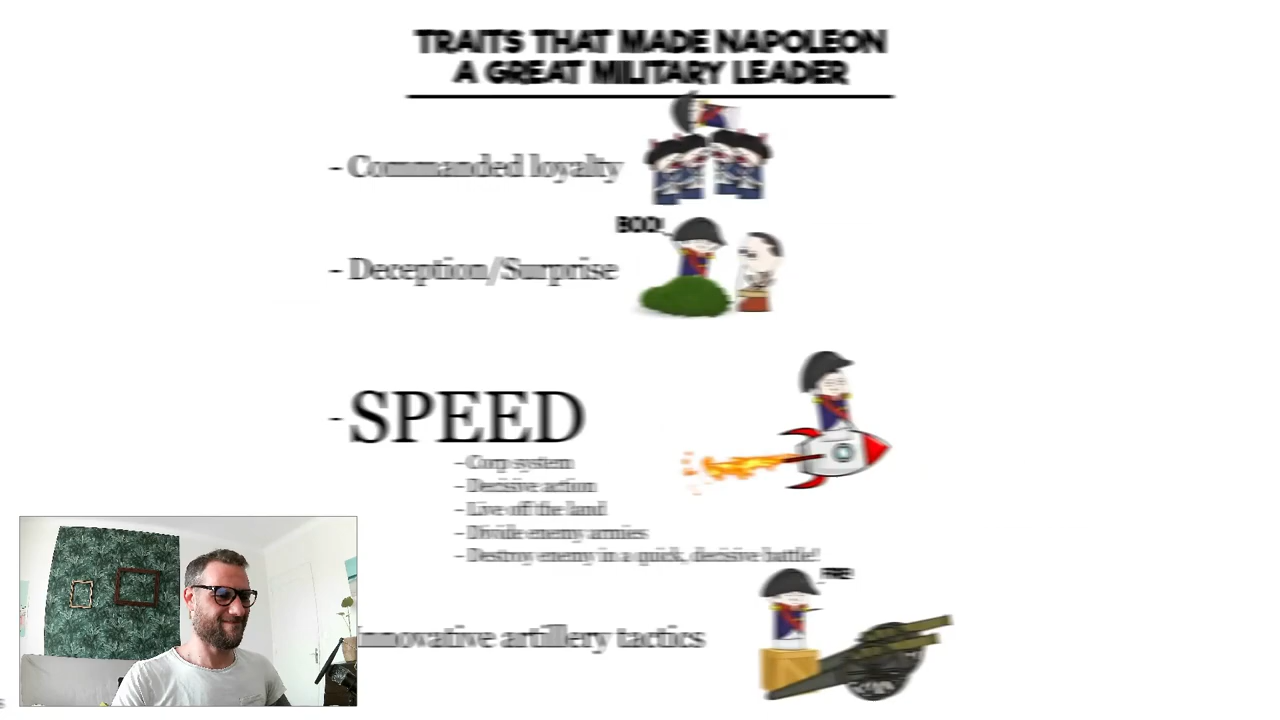 TRAITS THAT MADE NAPOLEON
A GREAT MILITARY LEADER
- Commanded loyalty
BOO!
- Deception/Surprise
- SPEED
- Corp system
- Decisive action
- Live off the land
- Divide enemy armies
- Destroy enemy in a quick, decisive battle!
Innovative artillery tactics